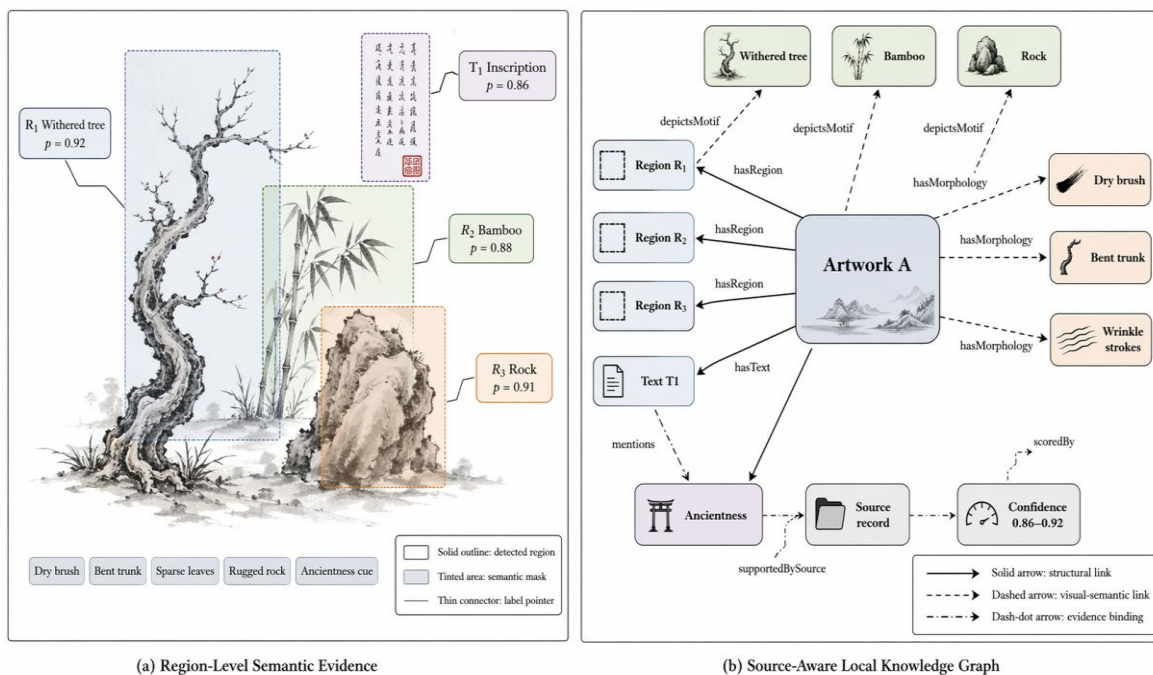 R₁ Withered tree
p = 0.92
T₁ Inscription
p = 0.86
R₂ Bamboo
p = 0.88
R₃ Rock
p = 0.91
Dry brush
Bent trunk
Sparse leaves
Rugged rock
Ancientness cue
Solid outline: detected region
Tinted area: semantic mask
Thin connector: label pointer
(a) Region-Level Semantic Evidence
Withered tree
Bamboo
Rock
depictsMotif
depictsMotif
depictsMotif
Region R₁
hasRegion
hasMorphology
Dry brush
Region R₂
hasRegion
Artwork A
hasMorphology
Bent trunk
Region R₃
hasRegion
hasMorphology
Wrinkle
strokes
Text T1
hasText
mentions
scoredBy
Ancientness
Source
record
Confidence
0.86–0.92
supportedBySource
Solid arrow: structural link
Dashed arrow: visual-semantic link
Dash-dot arrow: evidence binding
(b) Source-Aware Local Knowledge Graph